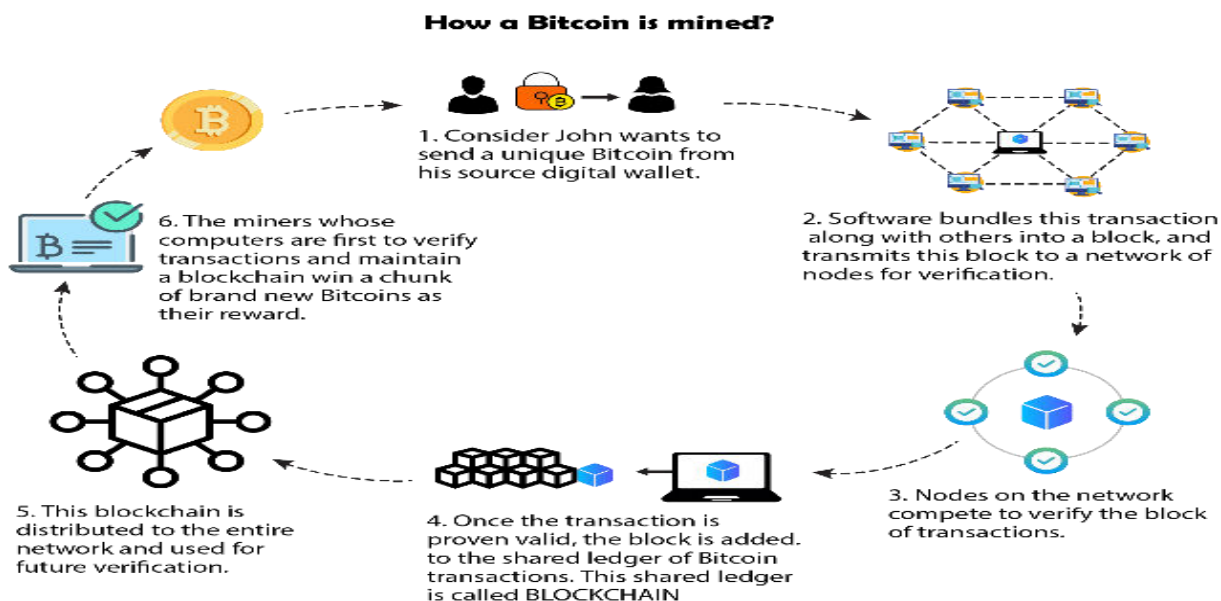 How a Bitcoin is mined?
1. Consider John wants to
send a unique Bitcoin from
his source digital wallet.
2. Software bundles this transaction
along with others into a block, and
transmits this block to a network of
nodes for verification.
3. Nodes on the network
compete to verify the block
of transactions.
4. Once the transaction is
proven valid, the block is added.
to the shared ledger of Bitcoin
transactions. This shared ledger
is called BLOCKCHAIN
5. This blockchain is
distributed to the entire
network and used for
future verification.
6. The miners whose
computers are first to verify
transactions and maintain
a blockchain win a chunk
of brand new Bitcoins as
their reward.